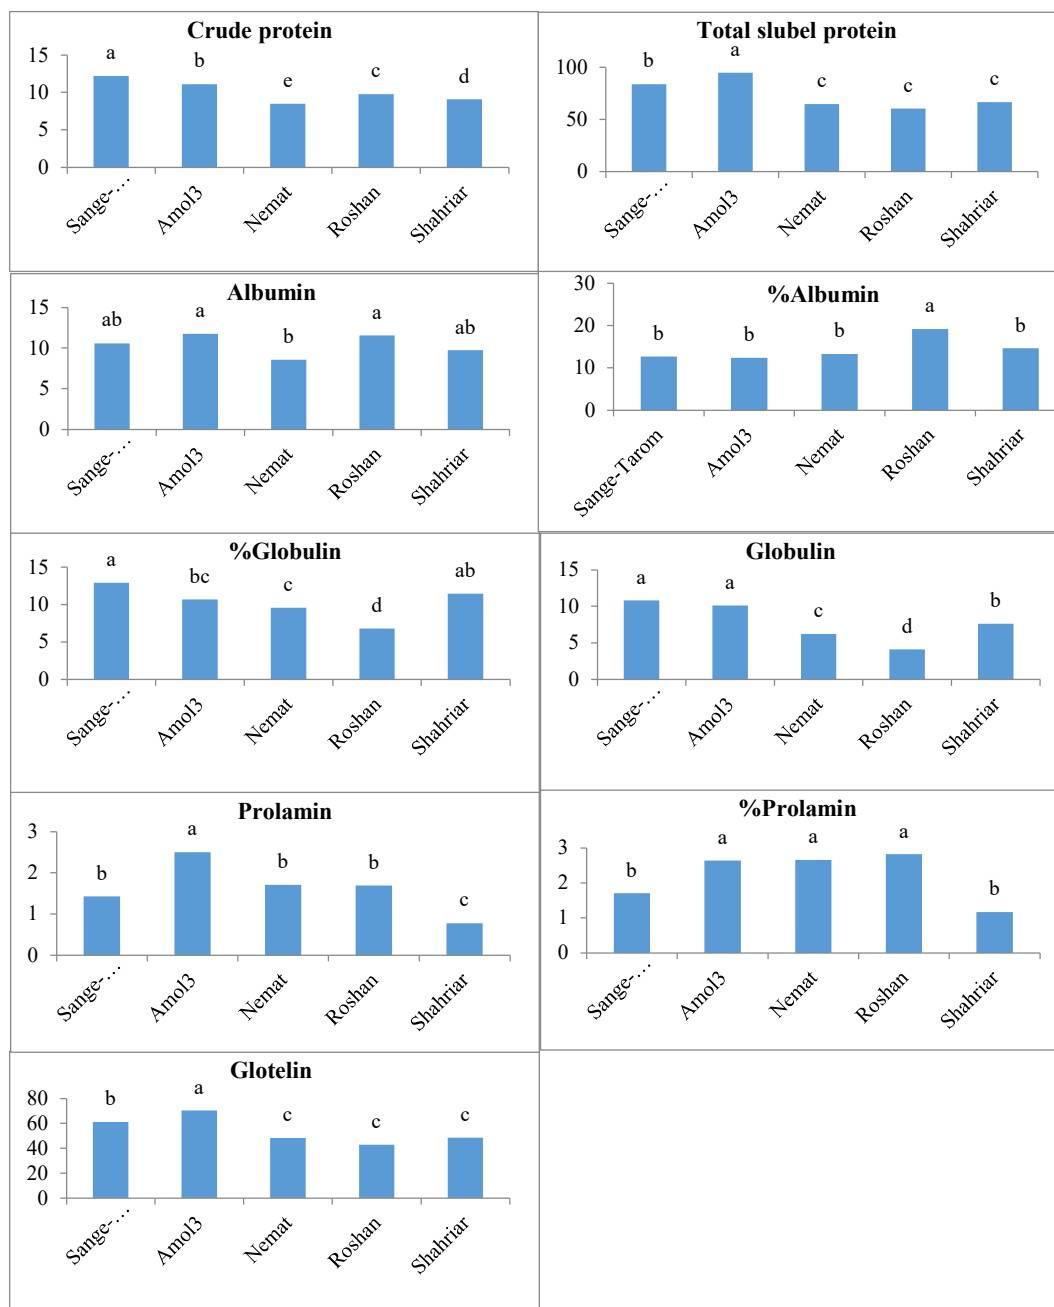 Crude protein
a b e c d
15
10
5
0
Sange-… Amol3 Nemat Roshan Shahriar
Total slubel protein
b a c c c
100
50
0
Sange-… Amol3 Nemat Roshan Shahriar
Albumin
ab a b a ab
15
10
5
0
Sange-… Amol3 Nemat Roshan Shahriar
%Albumin
b b b a b
30
20
10
0
Sange-Tarom Amol3 Nemat Roshan Shahriar
%Globulin
a bc c d ab
15
10
5
0
Sange-… Amol3 Nemat Roshan Shahriar
Globulin
a a c d b
15
10
5
0
Sange-… Amol3 Nemat Roshan Shahriar
Prolamin
b a b b c
3
2
1
0
Sange-… Amol3 Nemat Roshan Shahriar
%Prolamin
b a a a b
3
2
1
0
Sange-… Amol3 Nemat Roshan Shahriar
Glotelin
b a c c c
80
60
40
20
0
Sange-… Amol3 Nemat Roshan Shahriar